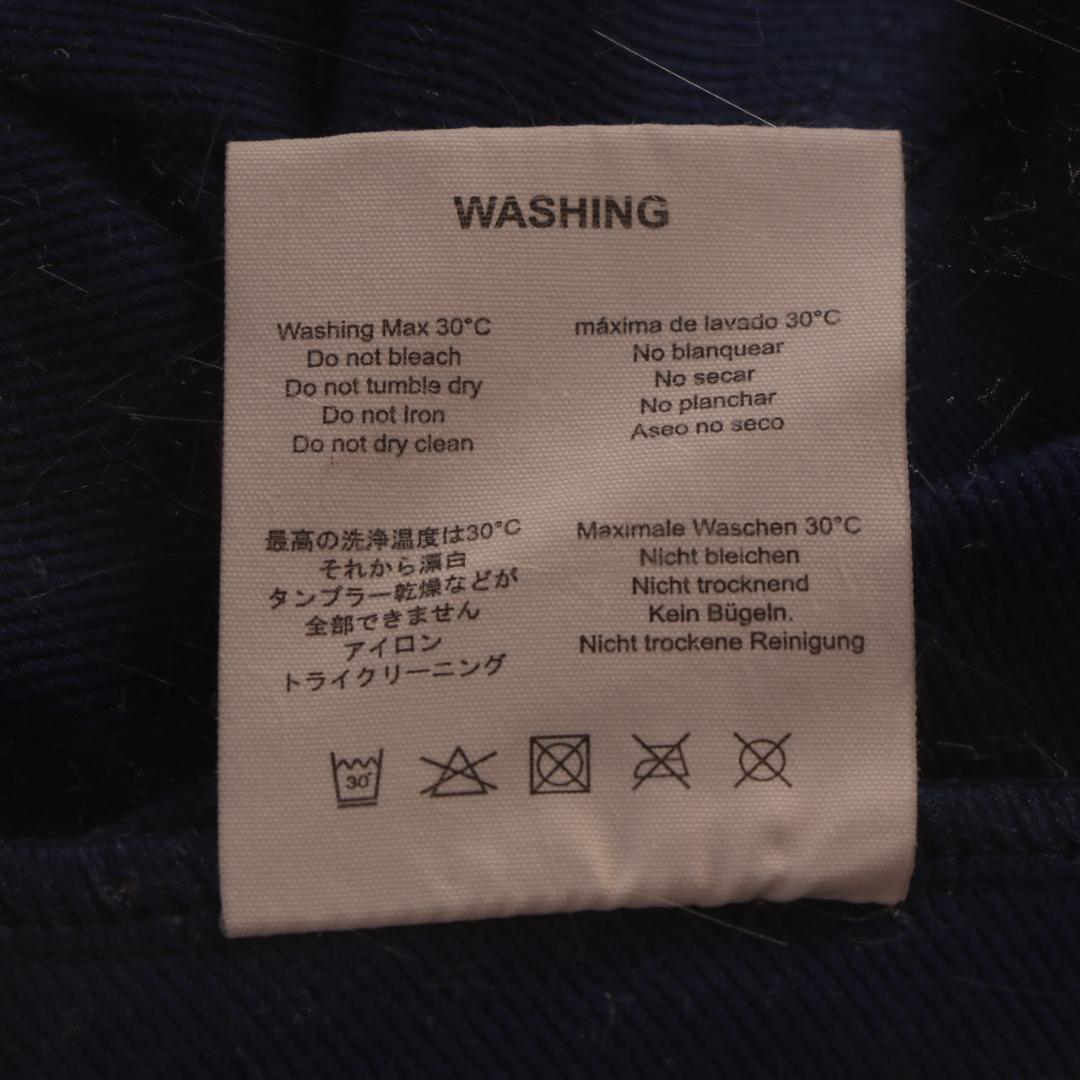 WASHING
Washing Max 30°C
Do not bleach
Do not tumble dry
Do not Iron
Do not dry clean
máxima de lavado 30°C
No blanquear
No secar
No planchar
Aseo no seco
最高の洗浄温度は30°C
それから漂白
タンブラー乾燥などが
全部できません
アイロン
トライクリーニング
Maximale Waschen 30°C
Nicht bleichen
Nicht trocknend
Kein Bügeln.
Nicht trockene Reinigung
30°